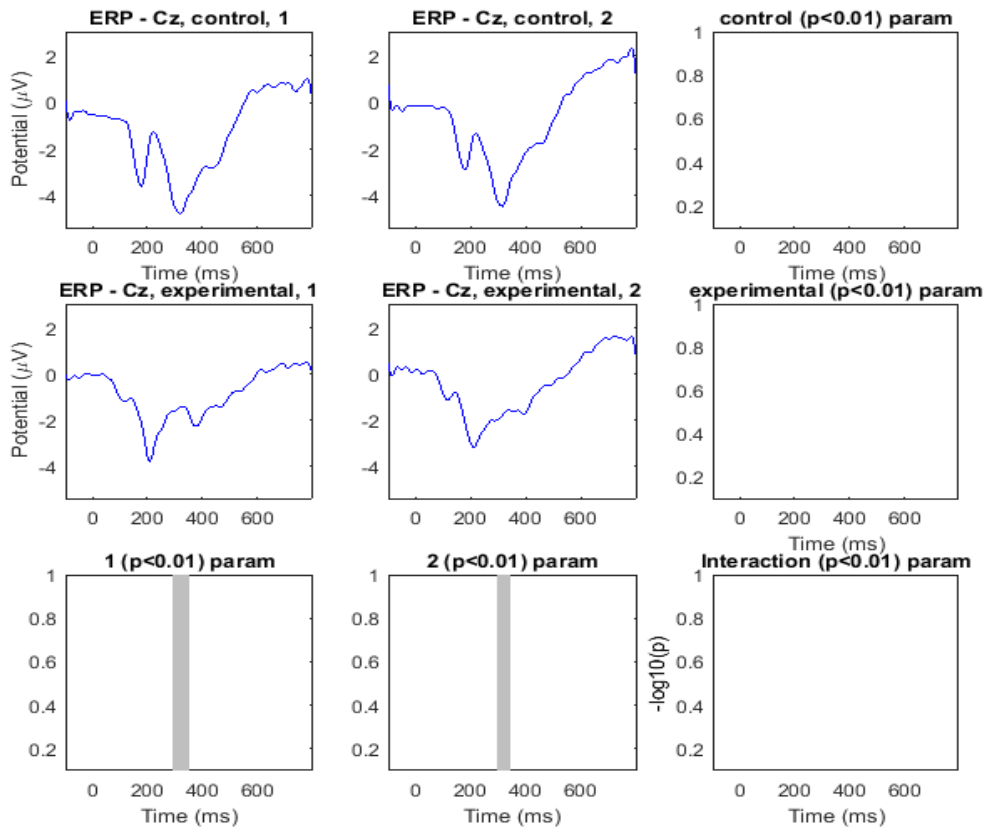 ERP - Cz, control, 1
Potential (μV)
2
0
-2
-4
0 200 400 600
Time (ms)
ERP - Cz, control, 2
2
0
-2
-4
0 200 400 600
Time (ms)
control (p<0.01) param
1
0.8
0.6
0.4
0.2
0 200 400 600
ERP - Cz, experimental, 1
Potential (μV)
2
0
-2
-4
0 200 400 600
ERP - Cz, experimental, 2
2
0
-2
-4
0 200 400 600
experimental (p<0.01) param
1
0.8
0.6
0.4
0.2
0 200 400 600
Time (ms)
1 (p<0.01) param
1
0.8
0.6
0.4
0.2
0 200 400 600
Time (ms)
2 (p<0.01) param
1
0.8
0.6
0.4
0.2
0 200 400 600
Time (ms)
Interaction (p<0.01) param
-log10(p)
1
0.8
0.6
0.4
0.2
0 200 400 600
Time (ms)